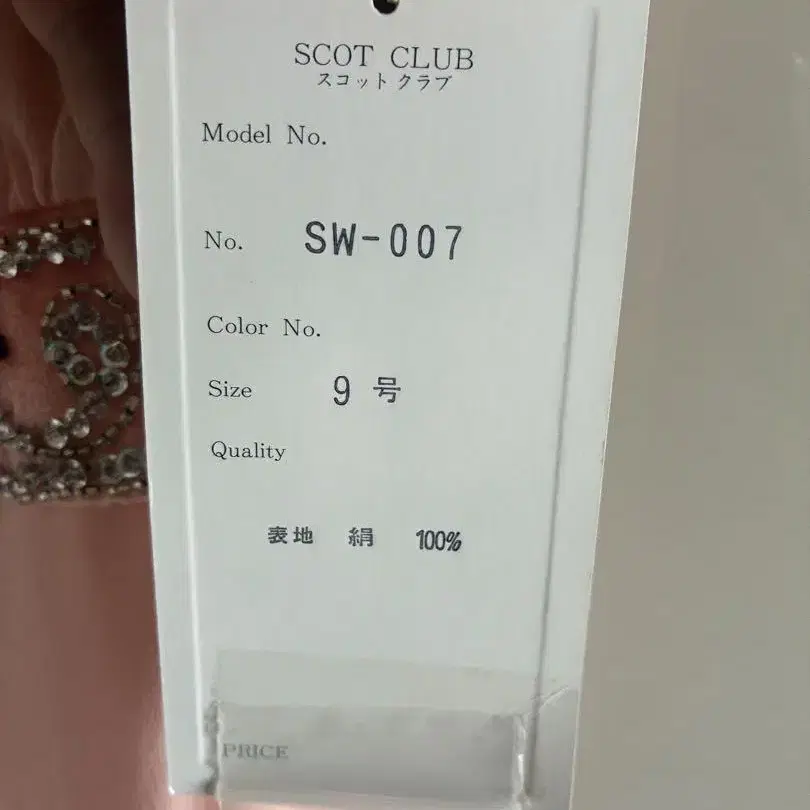 SCOT CLUB
スコットクラブ
Model No.
No. SW-007
Color No.
Size 9 号
Quality
表地 絹 100%
PRICE